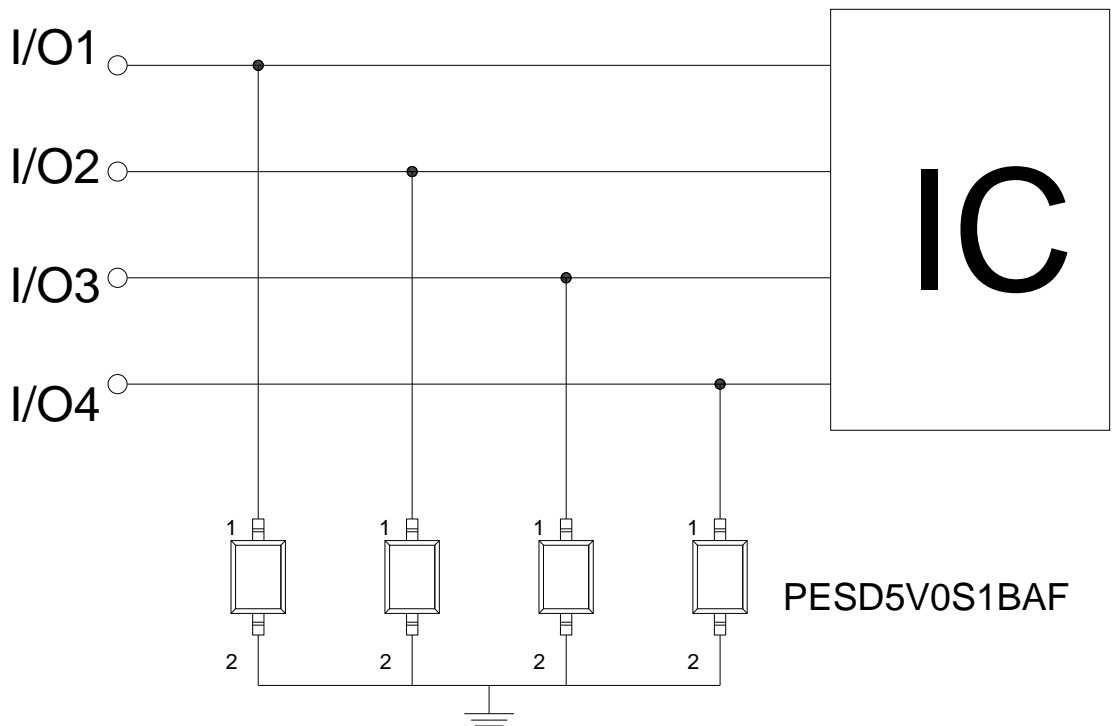 I/O1
I/O2
I/O3
I/O4
IC
1 1 1 1
PESD5V0S1BAF
2 2 2 2